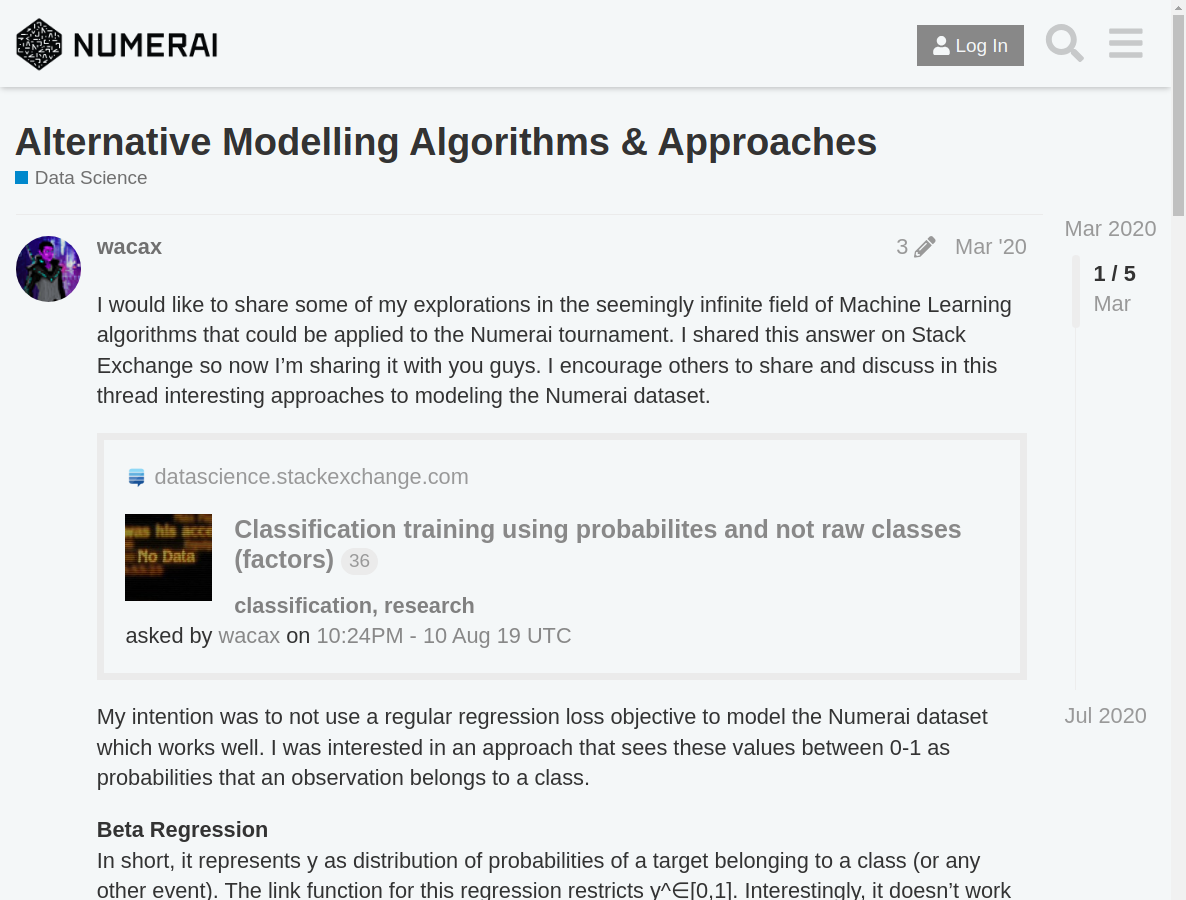 NUMERAI
Log In
Alternative Modelling Algorithms & Approaches
Data Science
Mar 2020
wacax
3
Mar '20
1 / 5
Mar
I would like to share some of my explorations in the seemingly infinite field of Machine Learning
algorithms that could be applied to the Numerai tournament. I shared this answer on Stack
Exchange so now I’m sharing it with you guys. I encourage others to share and discuss in this
thread interesting approaches to modeling the Numerai dataset.
datascience.stackexchange.com
was his acce
No Data
Classification training using probabilites and not raw classes
(factors) 36
classification, research
asked by wacax on 10:24PM - 10 Aug 19 UTC
My intention was to not use a regular regression loss objective to model the Numerai dataset
Jul 2020
which works well. I was interested in an approach that sees these values between 0-1 as
probabilities that an observation belongs to a class.
Beta Regression
In short, it represents y as distribution of probabilities of a target belonging to a class (or any
other event). The link function for this regression restricts y^∈[0,1]. Interestingly, it doesn’t work